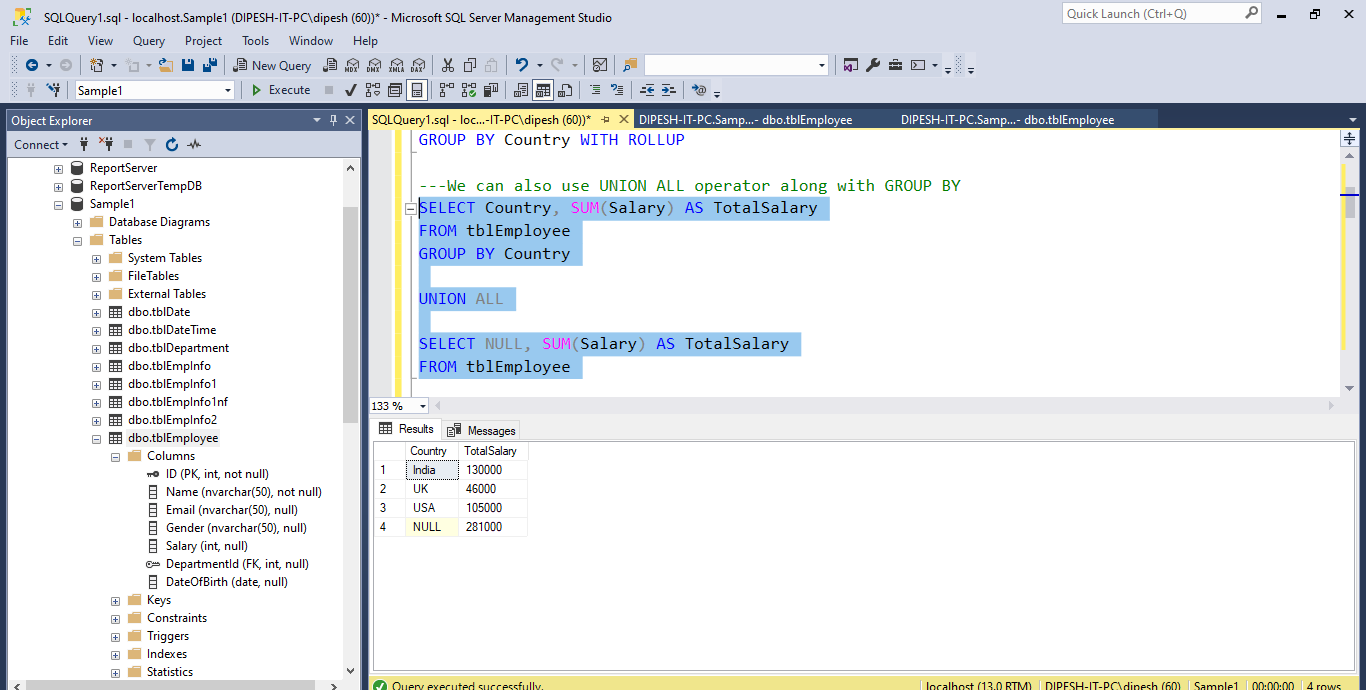 SQLQuery1.sql - localhost.Sample1 (DIPESH-IT-PC\dipesh (60))* - Microsoft SQL Server Management Studio
Quick Launch (Ctrl+Q)
File Edit View Query Project Tools Window Help
New Query MDX DMX XMLA DAX
Sample1 Execute
Object Explorer
Connect
ReportServer
ReportServerTempDB
Sample1
Database Diagrams
Tables
System Tables
FileTables
External Tables
dbo.tblDate
dbo.tblDateTime
dbo.tblDepartment
dbo.tblEmpInfo
dbo.tblEmpInfo1
dbo.tblEmpInfo1nf
dbo.tblEmpInfo2
dbo.tblEmployee
Columns
ID (PK, int, not null)
Name (nvarchar(50), not null)
Email (nvarchar(50), null)
Gender (nvarchar(50), null)
Salary (int, null)
DepartmentId (FK, int, null)
DateOfBirth (date, null)
Keys
Constraints
Triggers
Indexes
Statistics
SQLQuery1.sql - loc...-IT-PC\dipesh (60))* DIPESH-IT-PC.Samp...- dbo.tblEmployee DIPESH-IT-PC.Samp...- dbo.tblEmployee
GROUP BY Country WITH ROLLUP
---We can also use UNION ALL operator along with GROUP BY
SELECT Country, SUM(Salary) AS TotalSalary
FROM tblEmployee
GROUP BY Country
UNION ALL
SELECT NULL, SUM(Salary) AS TotalSalary
FROM tblEmployee
133 %
Results Messages
Country TotalSalary
1 India 130000
2 UK 46000
3 USA 105000
4 NULL 281000
Query executed successfully. localhost (13.0 RTM) DIPESH-IT-PC\dipesh (60) Sample1 00:00:00 4 rows